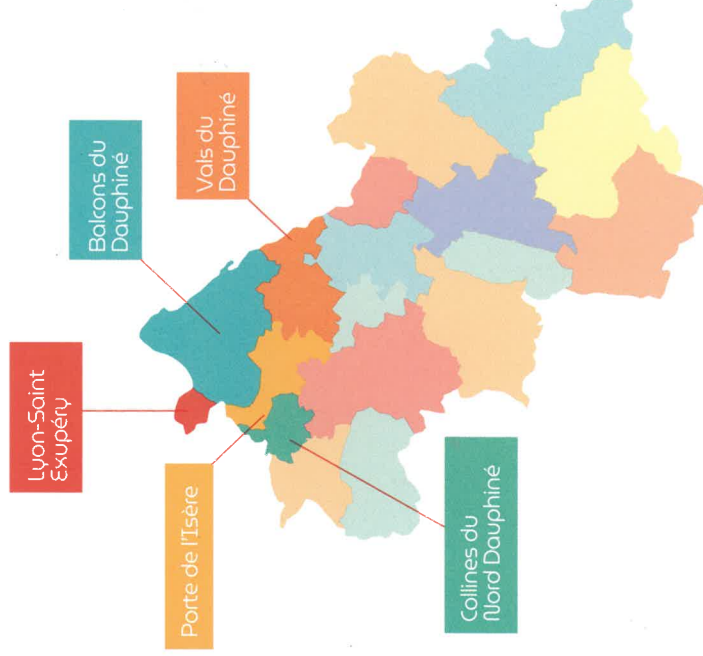 Lyon-Saint
Exupéry
Balcons du
Dauphiné
Vals du
Dauphiné
Porte de l'Isère
Collines du
Nord Dauphiné